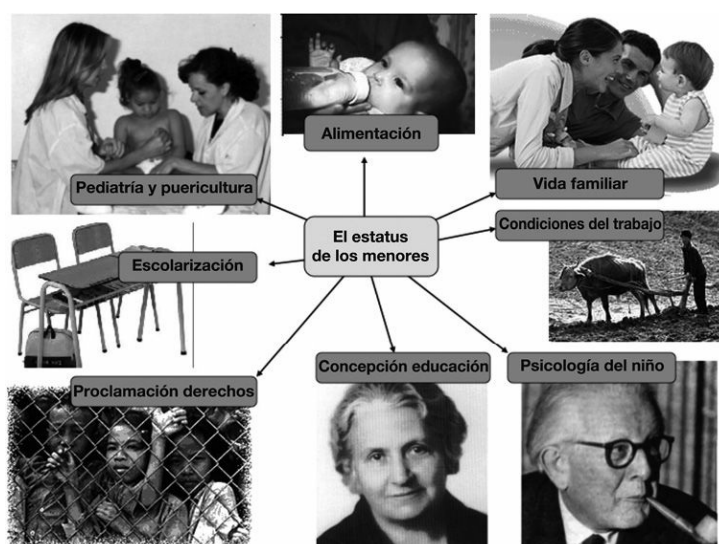 Alimentación
Pediatría y puericultura
Vida familiar
El estatus
de los menores
Condiciones del trabajo
Escolarización
Concepción educación
Psicología del niño
Proclamación derechos